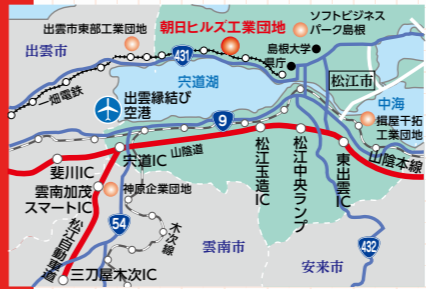 出雲市東部工業団地
朝日ヒルズ工業団地
ソフトビジネス
パーク島根
出雲市
431
島根大学
県庁
松江市
一畑電鉄
宍道湖
中海
出雲縁結び
空港
9
揖屋干拓
工業団地
山陰道
山陰本線
宍道IC
斐川IC
松江玉造IC
松江中央ランプ
東出雲IC
雲南加茂
スマートIC
神原企業団地
54
木次線
松江自動車道
雲南市
安来市
432
三刀屋木次IC